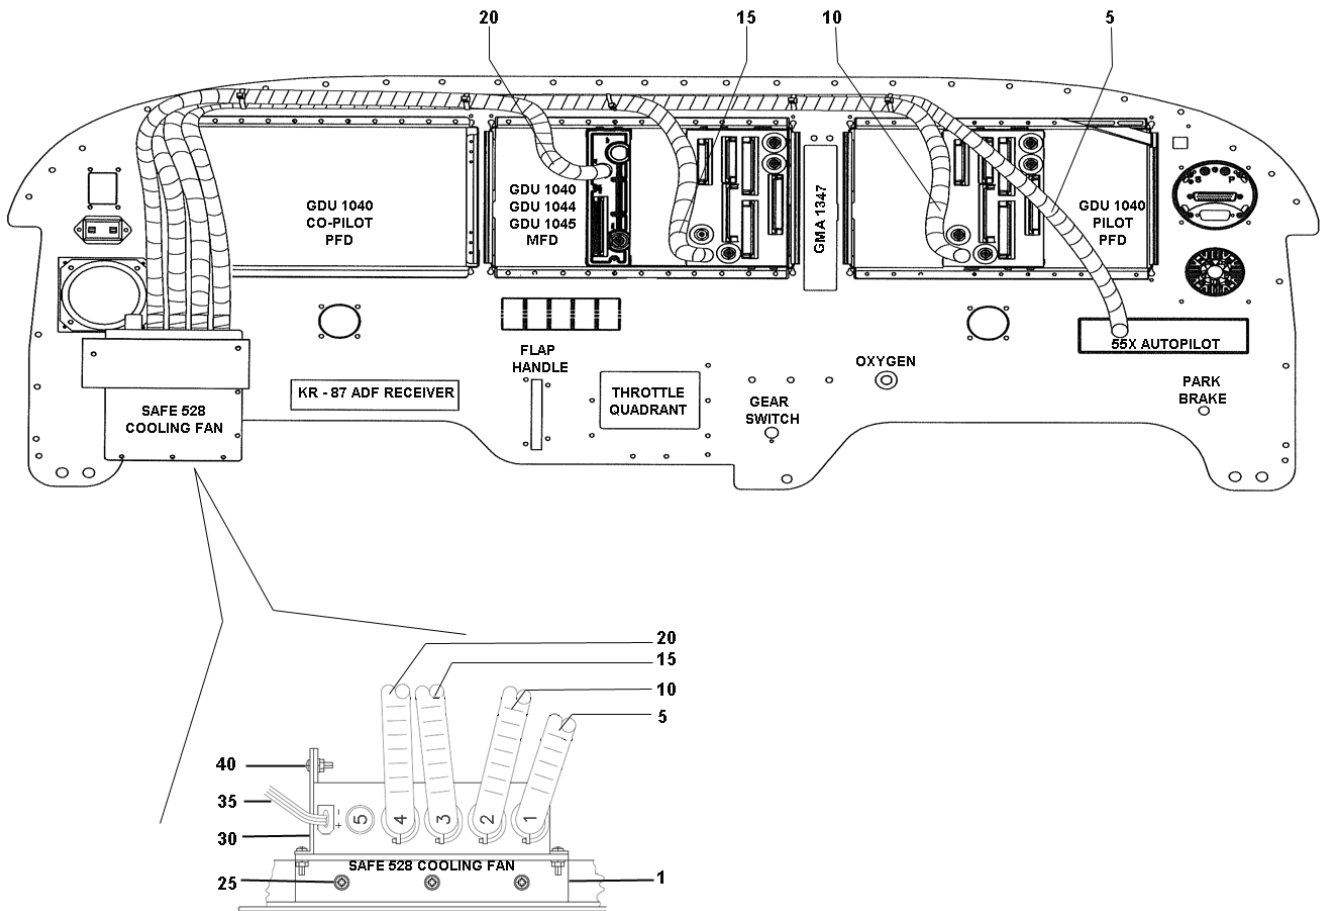 20
15
10
5
GDU 1040
CO-PILOT
PFD
GDU 1040
GDU 1044
GDU 1045
MFD
GMA 1347
GDU 1040
PILOT
PFD
S P
55X AUTOPILOT
FLAP
HANDLE
OXYGEN
KR - 87 ADF RECEIVER
THROTTLE
QUADRANT
GEAR
SWITCH
PARK
BRAKE
SAFE 528
COOLING FAN
20
15
10
5
40
35
30
- +
5 4 3 2 1
SAFE 528 COOLING FAN
25
1